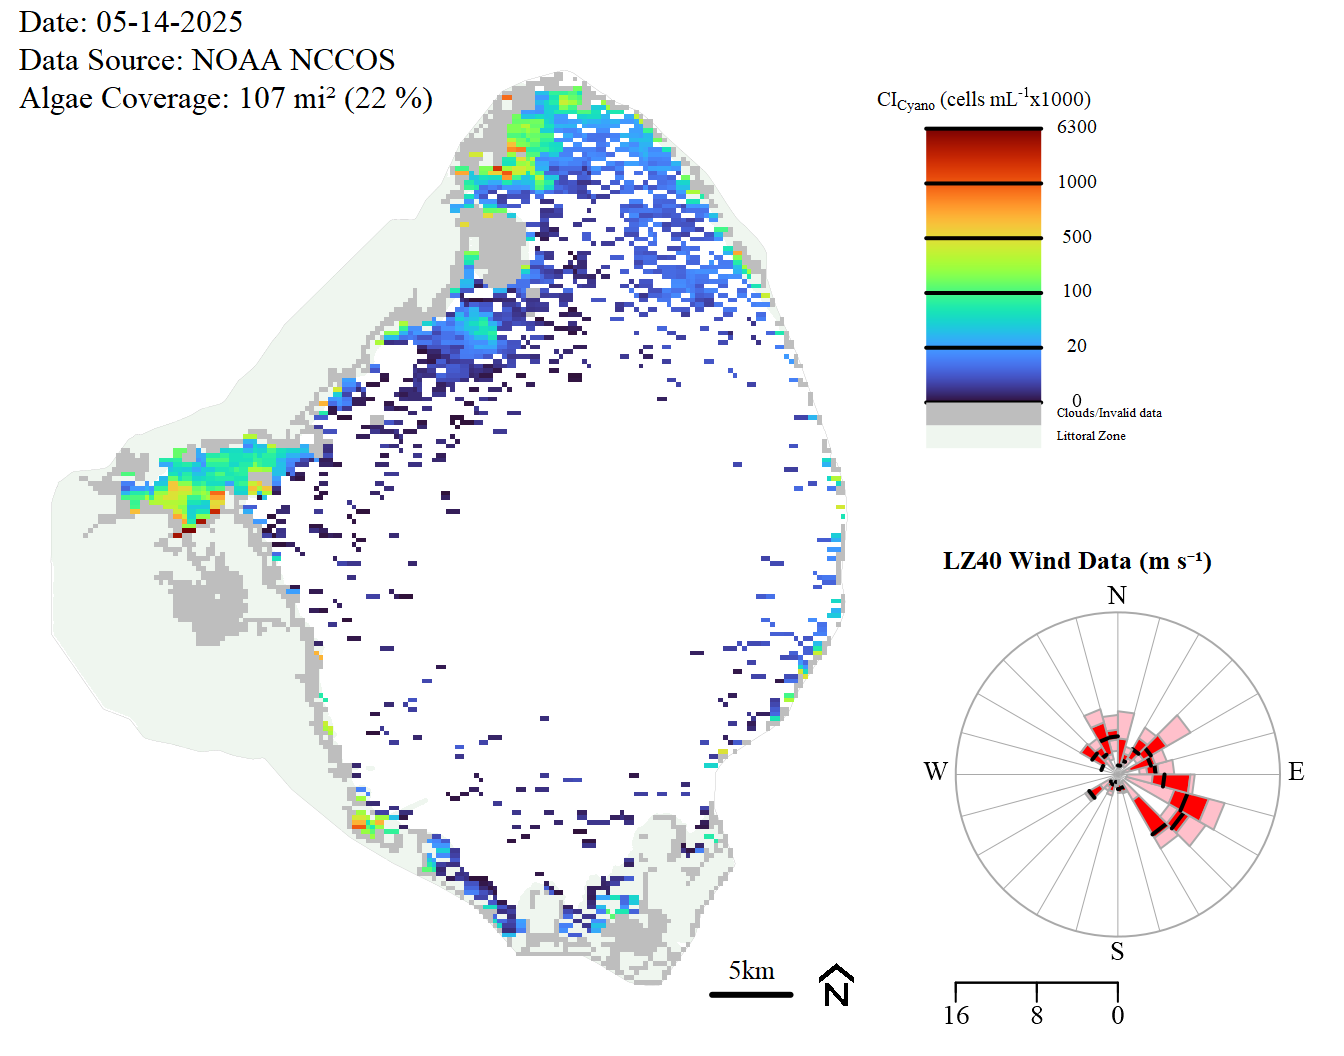 Date: 05-14-2025
Data Source: NOAA NCCOS
Algae Coverage: 107 mi² (22 %)
CICyano (cells mL-1x1000)
6300
1000
500
100
20
0
Clouds/Invalid data
Littoral Zone
LZ40 Wind Data (m s⁻¹)
N
W
E
S
5km
N
16 8 0